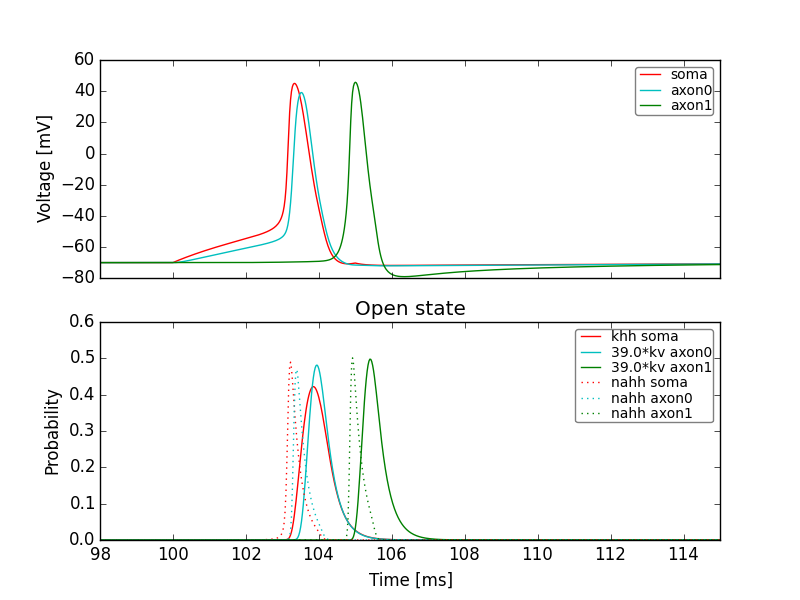 60
40
20
0
−20
−40
−60
−80
Voltage [mV]
soma
axon0
axon1
Open state
0.6
0.5
0.4
0.3
0.2
0.1
0.0
Probability
khh soma
39.0*kv axon0
39.0*kv axon1
nahh soma
nahh axon0
nahh axon1
98 100 102 104 106 108 110 112 114
Time [ms]